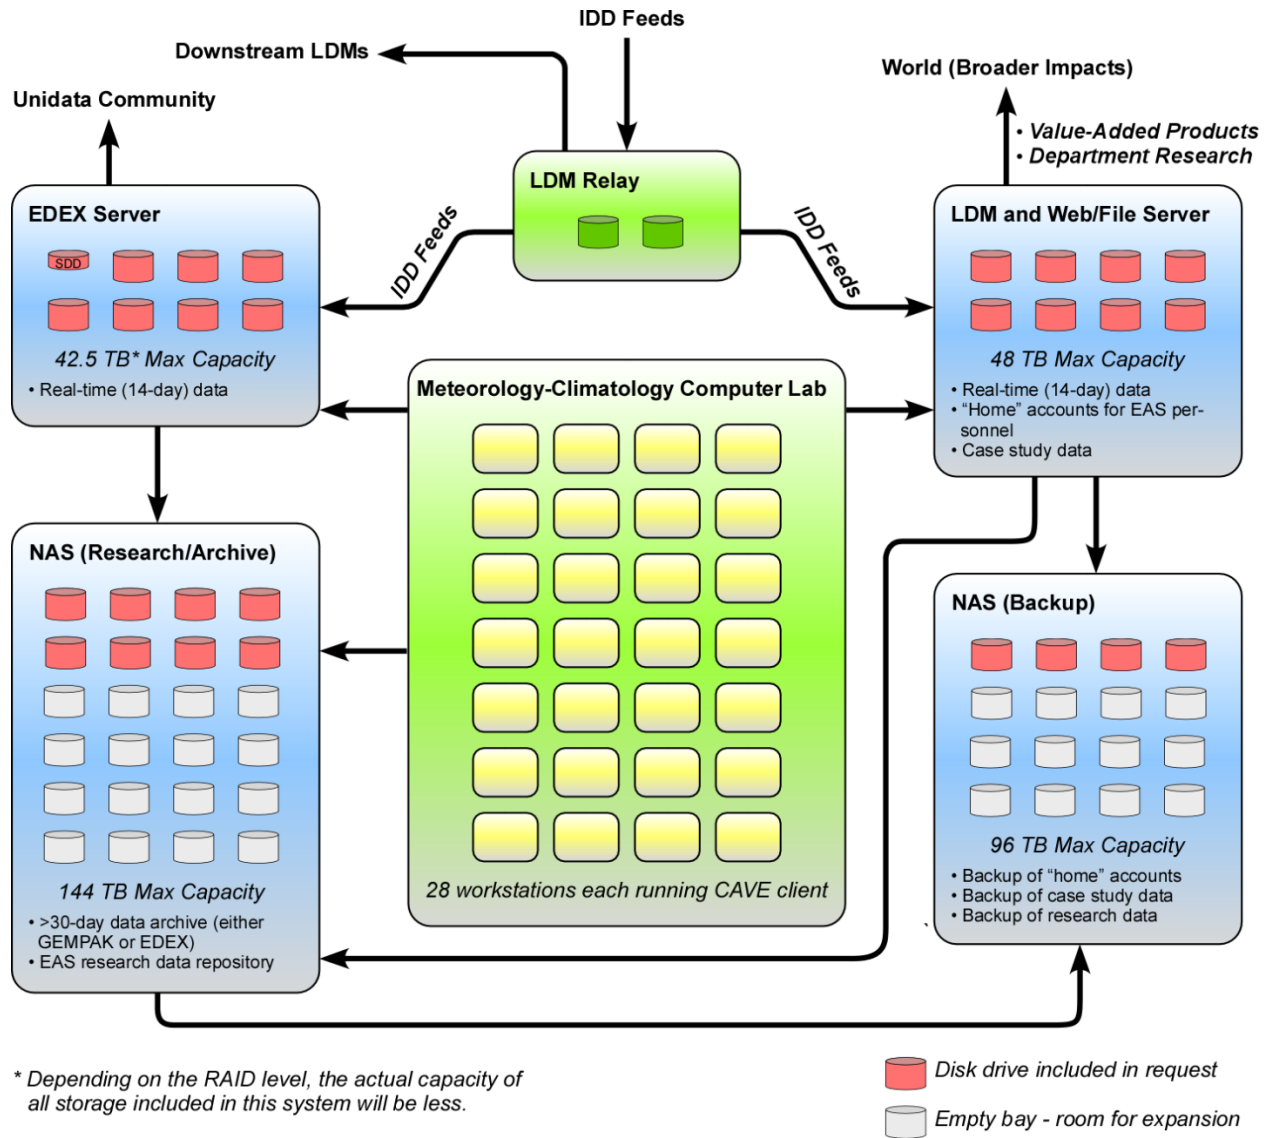 IDD Feeds
Downstream LDMs
World (Broader Impacts)
Unidata Community
• Value-Added Products
• Department Research
LDM Relay
EDEX Server
SDD
42.5 TB* Max Capacity
• Real-time (14-day) data
IDD Feeds
IDD Feeds
LDM and Web/File Server
48 TB Max Capacity
• Real-time (14-day) data
• “Home” accounts for EAS per-
sonnel
• Case study data
Meteorology-Climatology Computer Lab
28 workstations each running CAVE client
NAS (Research/Archive)
144 TB Max Capacity
• >30-day data archive (either
GEMPAK or EDEX)
• EAS research data repository
NAS (Backup)
96 TB Max Capacity
• Backup of “home” accounts
• Backup of case study data
• Backup of research data
* Depending on the RAID level, the actual capacity of
all storage included in this system will be less.
Disk drive included in request
Empty bay - room for expansion